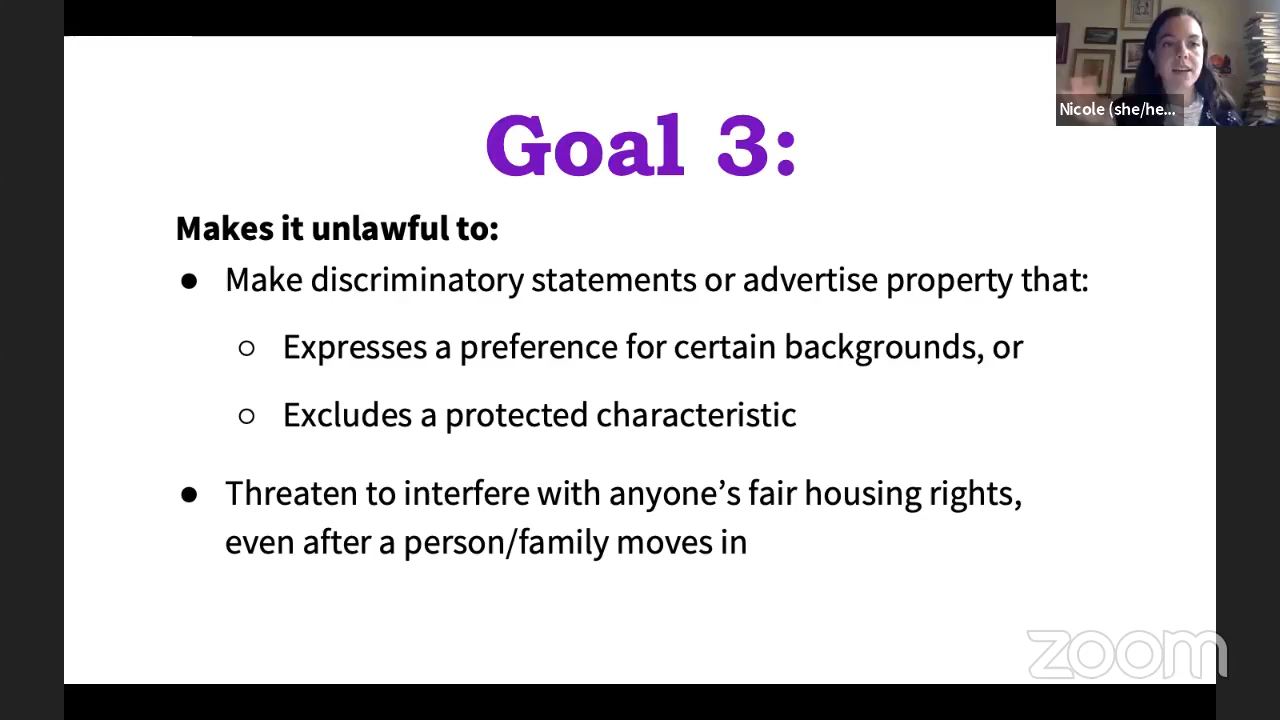 Goal 3:
Makes it unlawful to:
● Make discriminatory statements or advertise property that:
○ Expresses a preference for certain backgrounds, or
○ Excludes a protected characteristic
● Threaten to interfere with anyone’s fair housing rights,
even after a person/family moves in
Nicole (she/he...
zoom